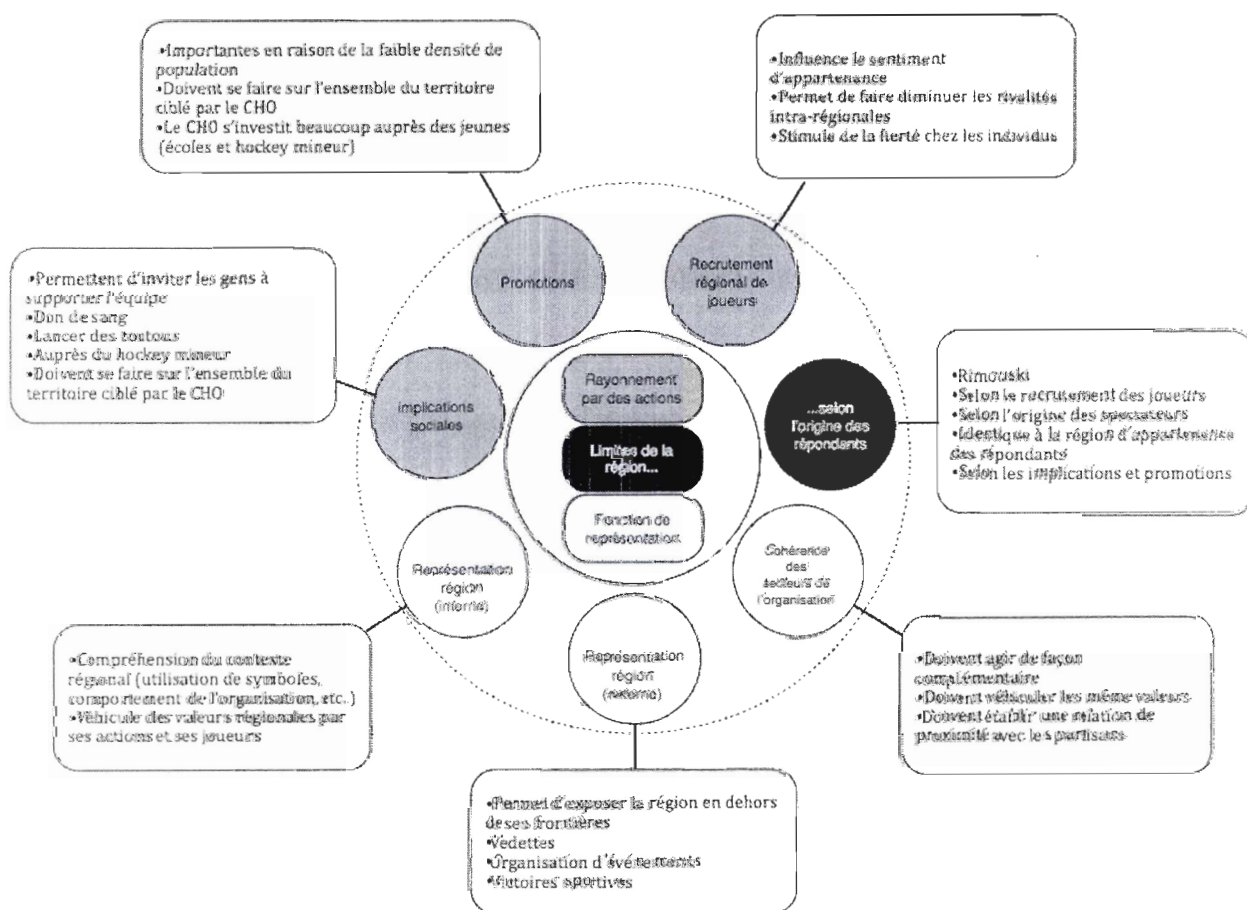 •Importantes en raison de la faible densité de
population
•Doivent se faire sur l'ensemble du territoire
ciblé par le CHO
•Le CHO s'investit beaucoup auprès des jeunes
(écoles et hockey mineur)
•Influence le sentiment
d'appartenance
•Permet de faire diminuer les rivalités
intra-régionales
•Stimule de la fierté chez les individus
Promotions
Recrutement
régional de
joueurs
•Permettent d'inviter les gens à
supporter l'équipe
•Don de sang
•Lancer des toutous
•Auprès du hockey mineur
•Doivent se faire sur l'ensemble du
territoire ciblé par le CHO
Implications
sociales
Rayonnement
par des actions
Limites de la
région...
Fonction de
représentation
...selon
l'origine des
répondants
•Rimouski
•Selon le recrutement des joueurs
•Selon l'origine des spectateurs
•Identique à la région d'appartenance
des répondants
•Selon les implications et promotions
Représentation
région
(interne)
Représentation
région
(externe)
Cohérence
des
secteurs de
l'organisation
•Compréhension du contexte
régional (utilisation de symboles,
comportement de l'organisation, etc.)
•Véhicule des valeurs régionales par
ses actions et ses joueurs
•Doivent agir de façon
complémentaire
•Doivent véhiculer les même valeurs
•Doivent établir une relation de
proximité avec les partisans
•Permet d'exposer la région en dehors
de ses frontières
•Vedettes
•Organisation d'événements
•Victoires sportives